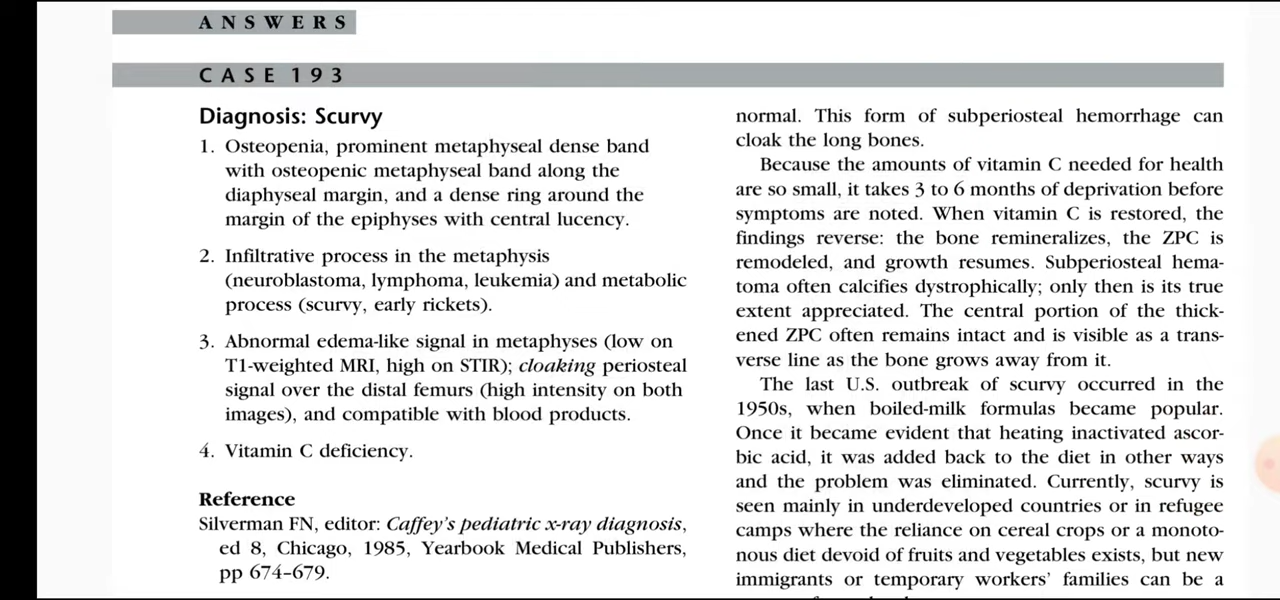 ANSWERS
CASE 193
Diagnosis: Scurvy
1. Osteopenia, prominent metaphyseal dense band
with osteopenic metaphyseal band along the
diaphyseal margin, and a dense ring around the
margin of the epiphyses with central lucency.
2. Infiltrative process in the metaphysis
(neuroblastoma, lymphoma, leukemia) and metabolic
process (scurvy, early rickets).
3. Abnormal edema-like signal in metaphyses (low on
T1-weighted MRI, high on STIR); cloaking periosteal
signal over the distal femurs (high intensity on both
images), and compatible with blood products.
4. Vitamin C deficiency.
Reference
Silverman FN, editor: Caffey's pediatric x-ray diagnosis,
ed 8, Chicago, 1985, Yearbook Medical Publishers,
pp 674–679.
normal. This form of subperiosteal hemorrhage can
cloak the long bones.
Because the amounts of vitamin C needed for health
are so small, it takes 3 to 6 months of deprivation before
symptoms are noted. When vitamin C is restored, the
findings reverse: the bone remineralizes, the ZPC is
remodeled, and growth resumes. Subperiosteal hema-
toma often calcifies dystrophically; only then is its true
extent appreciated. The central portion of the thick-
ened ZPC often remains intact and is visible as a trans-
verse line as the bone grows away from it.
The last U.S. outbreak of scurvy occurred in the
1950s, when boiled-milk formulas became popular.
Once it became evident that heating inactivated ascor-
bic acid, it was added back to the diet in other ways
and the problem was eliminated. Currently, scurvy is
seen mainly in underdeveloped countries or in refugee
camps where the reliance on cereal crops or a monoto-
nous diet devoid of fruits and vegetables exists, but new
immigrants or temporary workers' families can be a